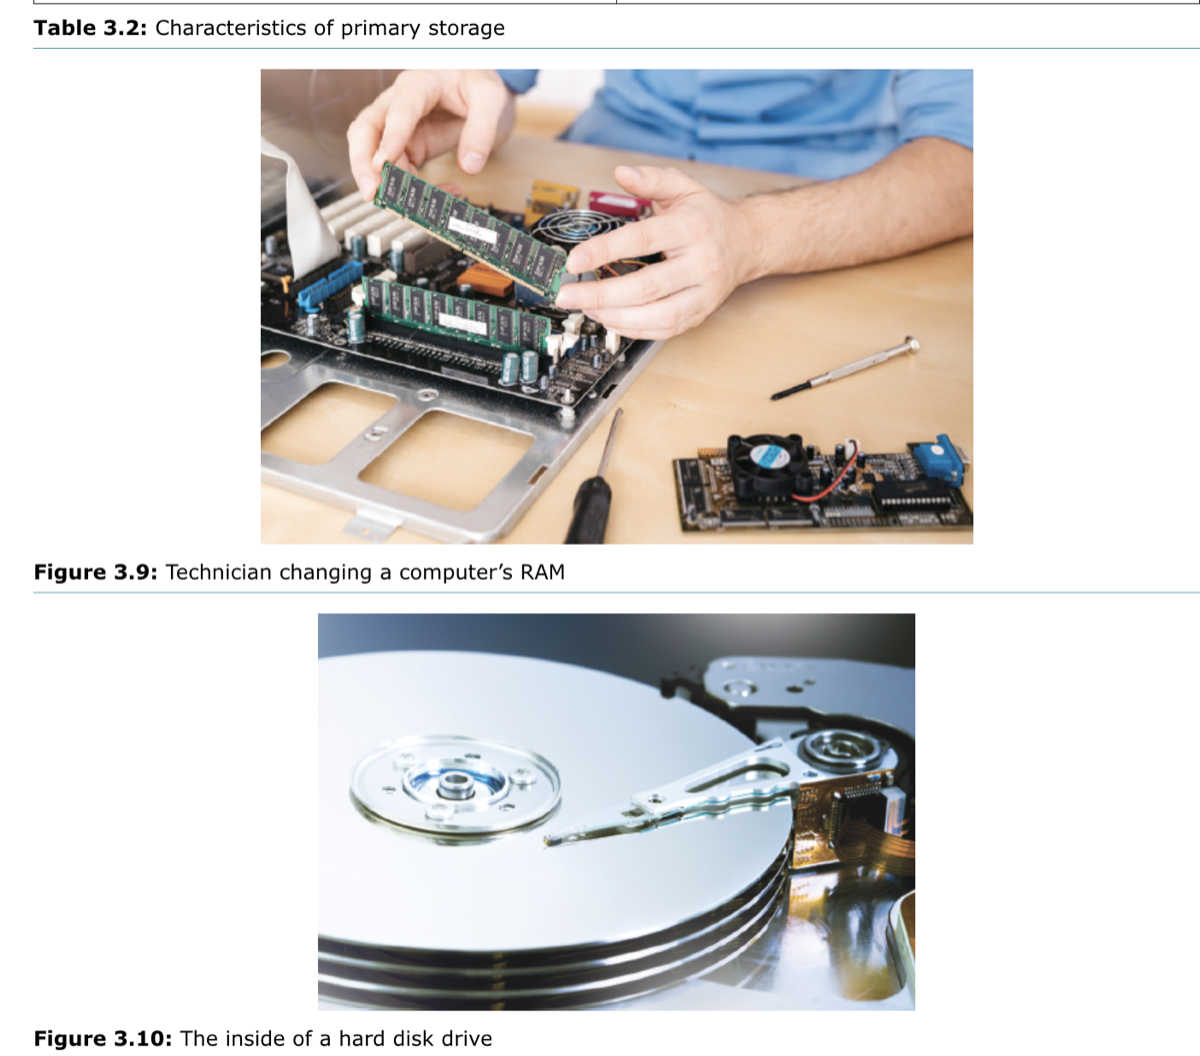 Table 3.2: Characteristics of primary storage
Figure 3.9: Technician changing a computer’s RAM
Figure 3.10: The inside of a hard disk drive